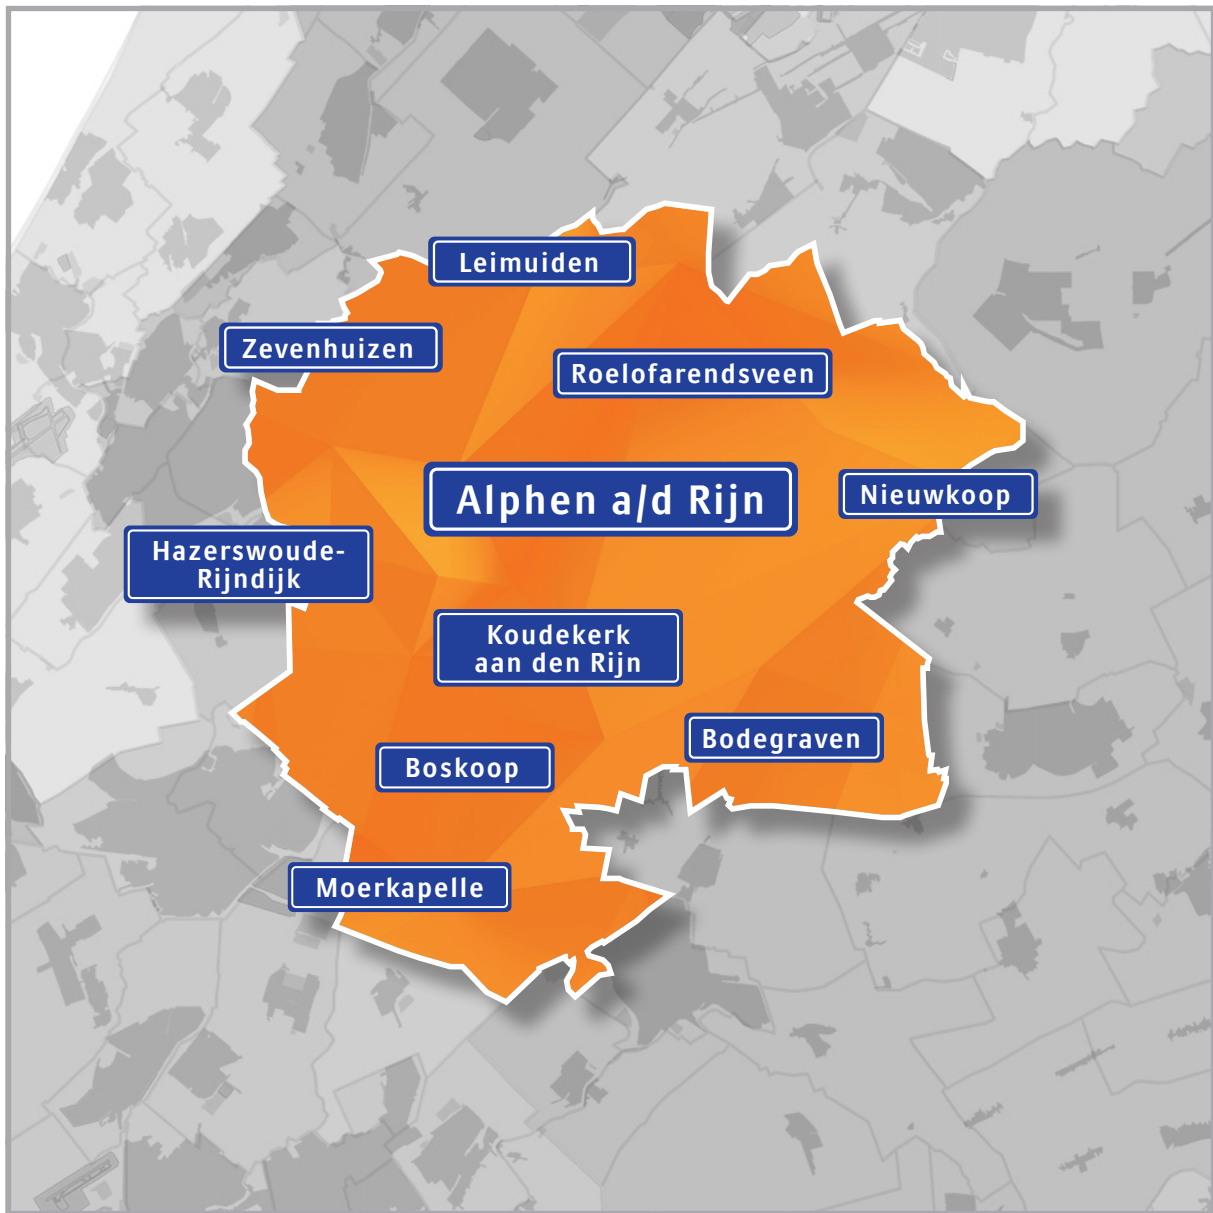 Leimuiden
Zevenhuizen
Roelofarendsveen
Alphen a/d Rijn
Nieuwkoop
Hazerswoude-
Rijndijk
Koudekerk
aan den Rijn
Bodegraven
Boskoop
Moerkapelle